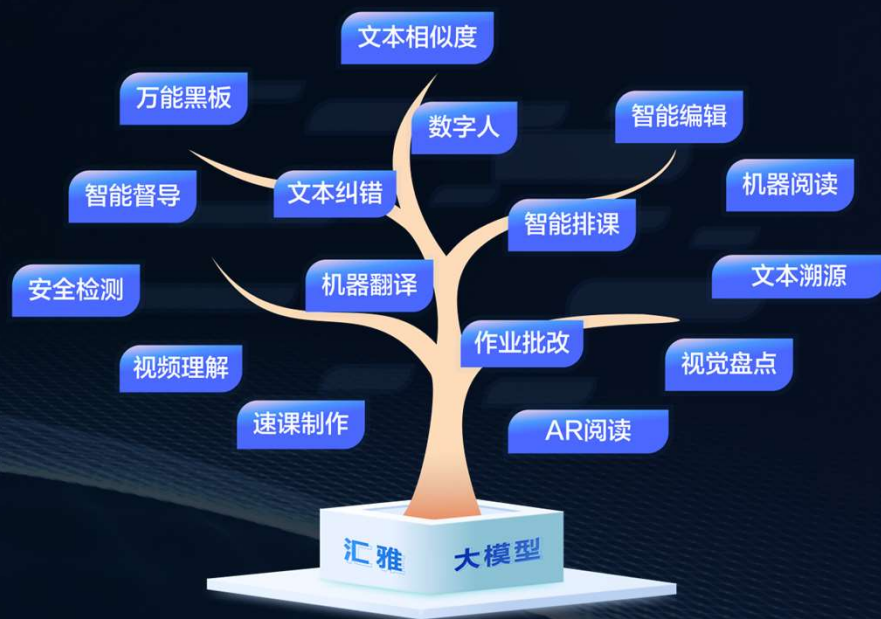 文本相似度
万能黑板
数字人
智能编辑
智能督导
文本纠错
智能排课
机器阅读
安全检测
机器翻译
文本溯源
视频理解
作业批改
视觉盘点
速课制作
AR阅读
汇雅 大模型